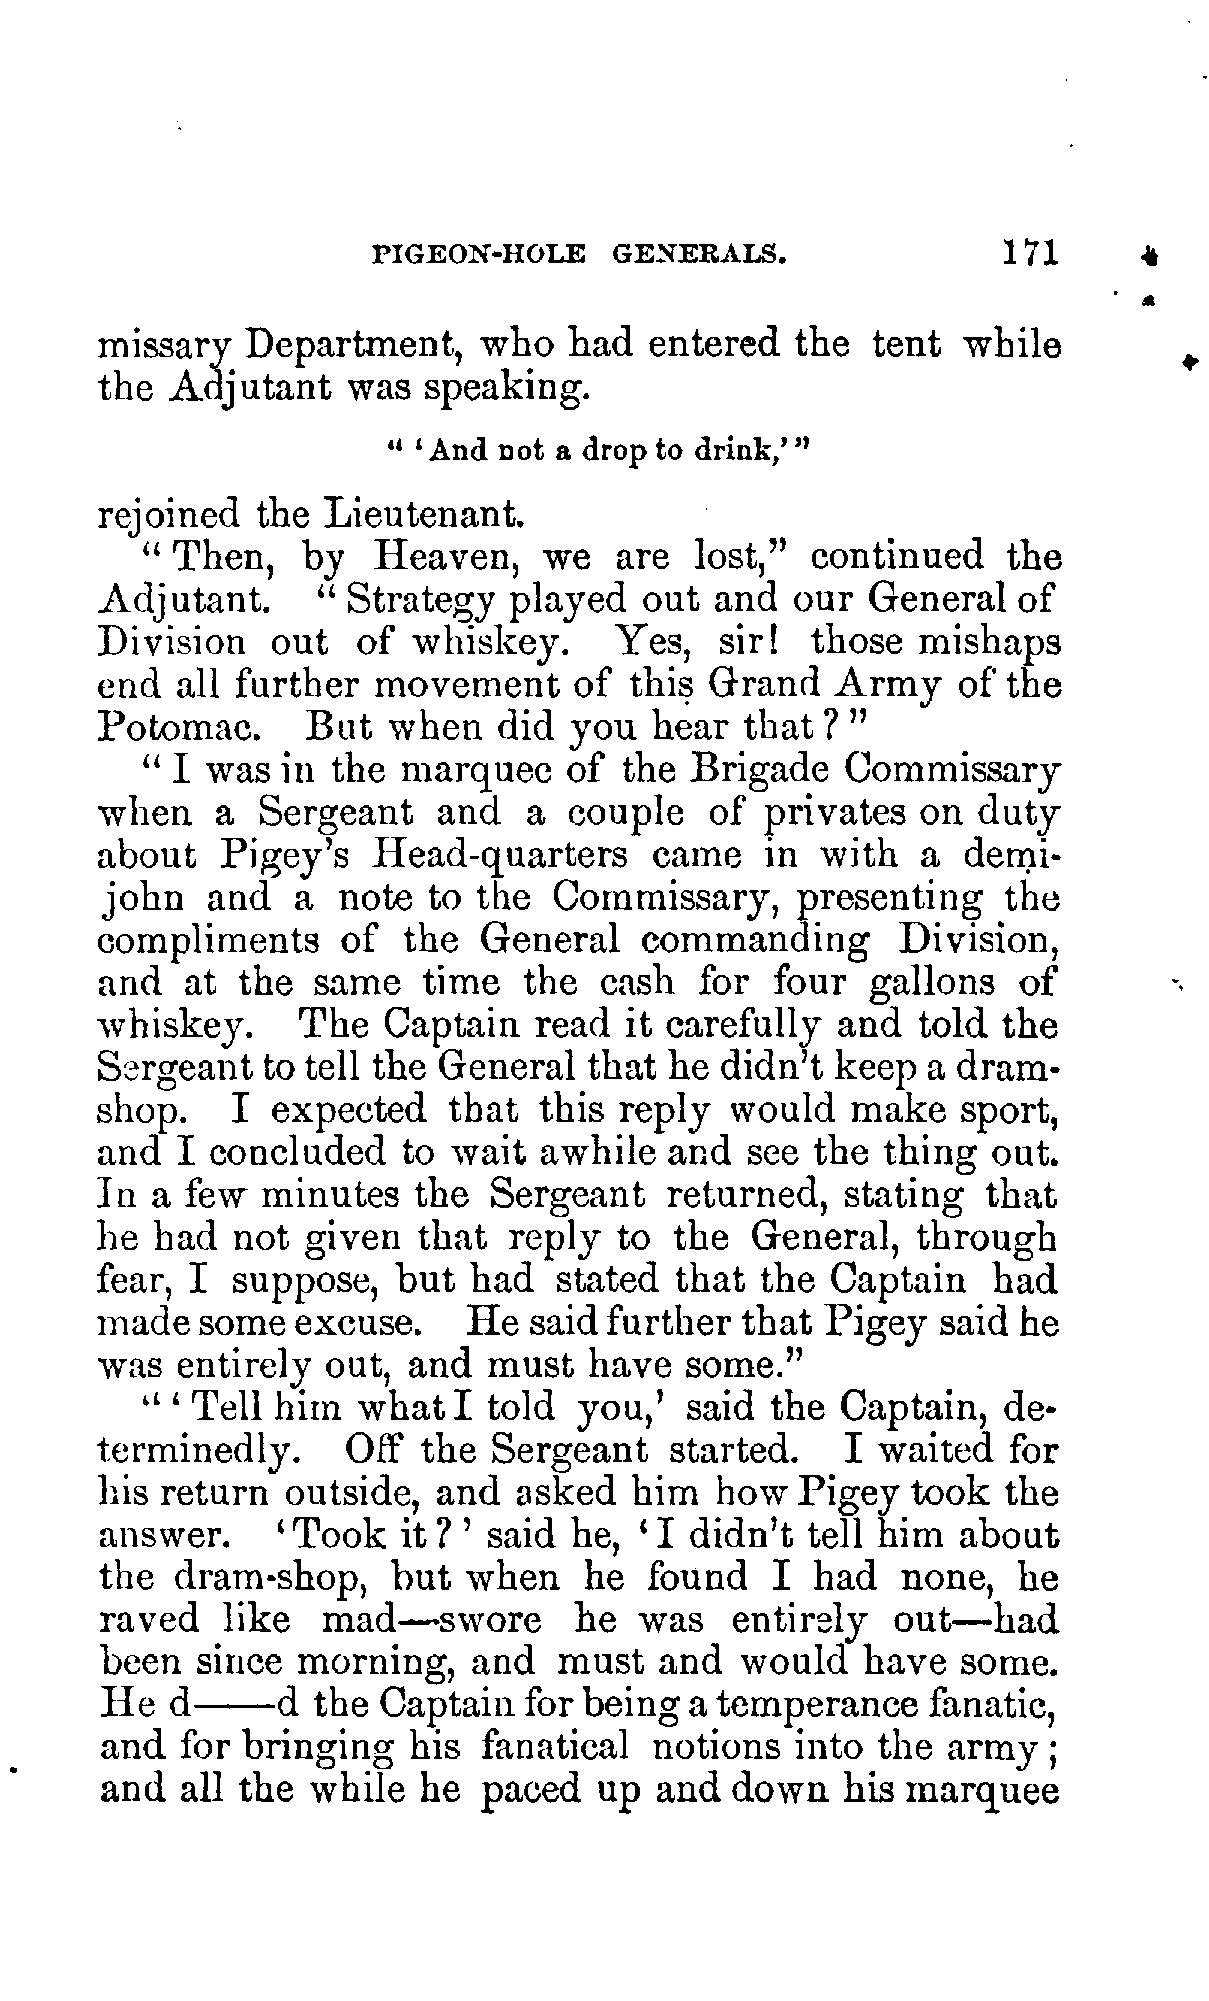 PIGEON-HOLE GENERALS. 171
missary Department, who had entered the tent while
the Adjutant was speaking.
" 'And not a drop to drink,' "
rejoined the Lieutenant.
"Then, by Heaven, we are lost," continued the
Adjutant. "Strategy played out and our General of
Division out of whiskey. Yes, sir! those mishaps
end all further movement of this Grand Army of the
Potomac. But when did you hear that?"
"I was in the marquee of the Brigade Commissary
when a Sergeant and a couple of privates on duty
about Pigey's Head-quarters came in with a demi-
john and a note to the Commissary, presenting the
compliments of the General commanding Division,
and at the same time the cash for four gallons of
whiskey. The Captain read it carefully and told the
Sergeant to tell the General that he didn't keep a dram-
shop. I expected that this reply would make sport,
and I concluded to wait awhile and see the thing out.
In a few minutes the Sergeant returned, stating that
he had not given that reply to the General, through
fear, I suppose, but had stated that the Captain had
made some excuse. He said further that Pigey said he
was entirely out, and must have some."
" 'Tell him what I told you,' said the Captain, de-
terminedly. Off the Sergeant started. I waited for
his return outside, and asked him how Pigey took the
answer. 'Took it?' said he, 'I didn't tell him about
the dram-shop, but when he found I had none, he
raved like mad—swore he was entirely out—had
been since morning, and must and would have some.
He d——d the Captain for being a temperance fanatic,
and for bringing his fanatical notions into the army;
and all the while he paced up and down his marquee